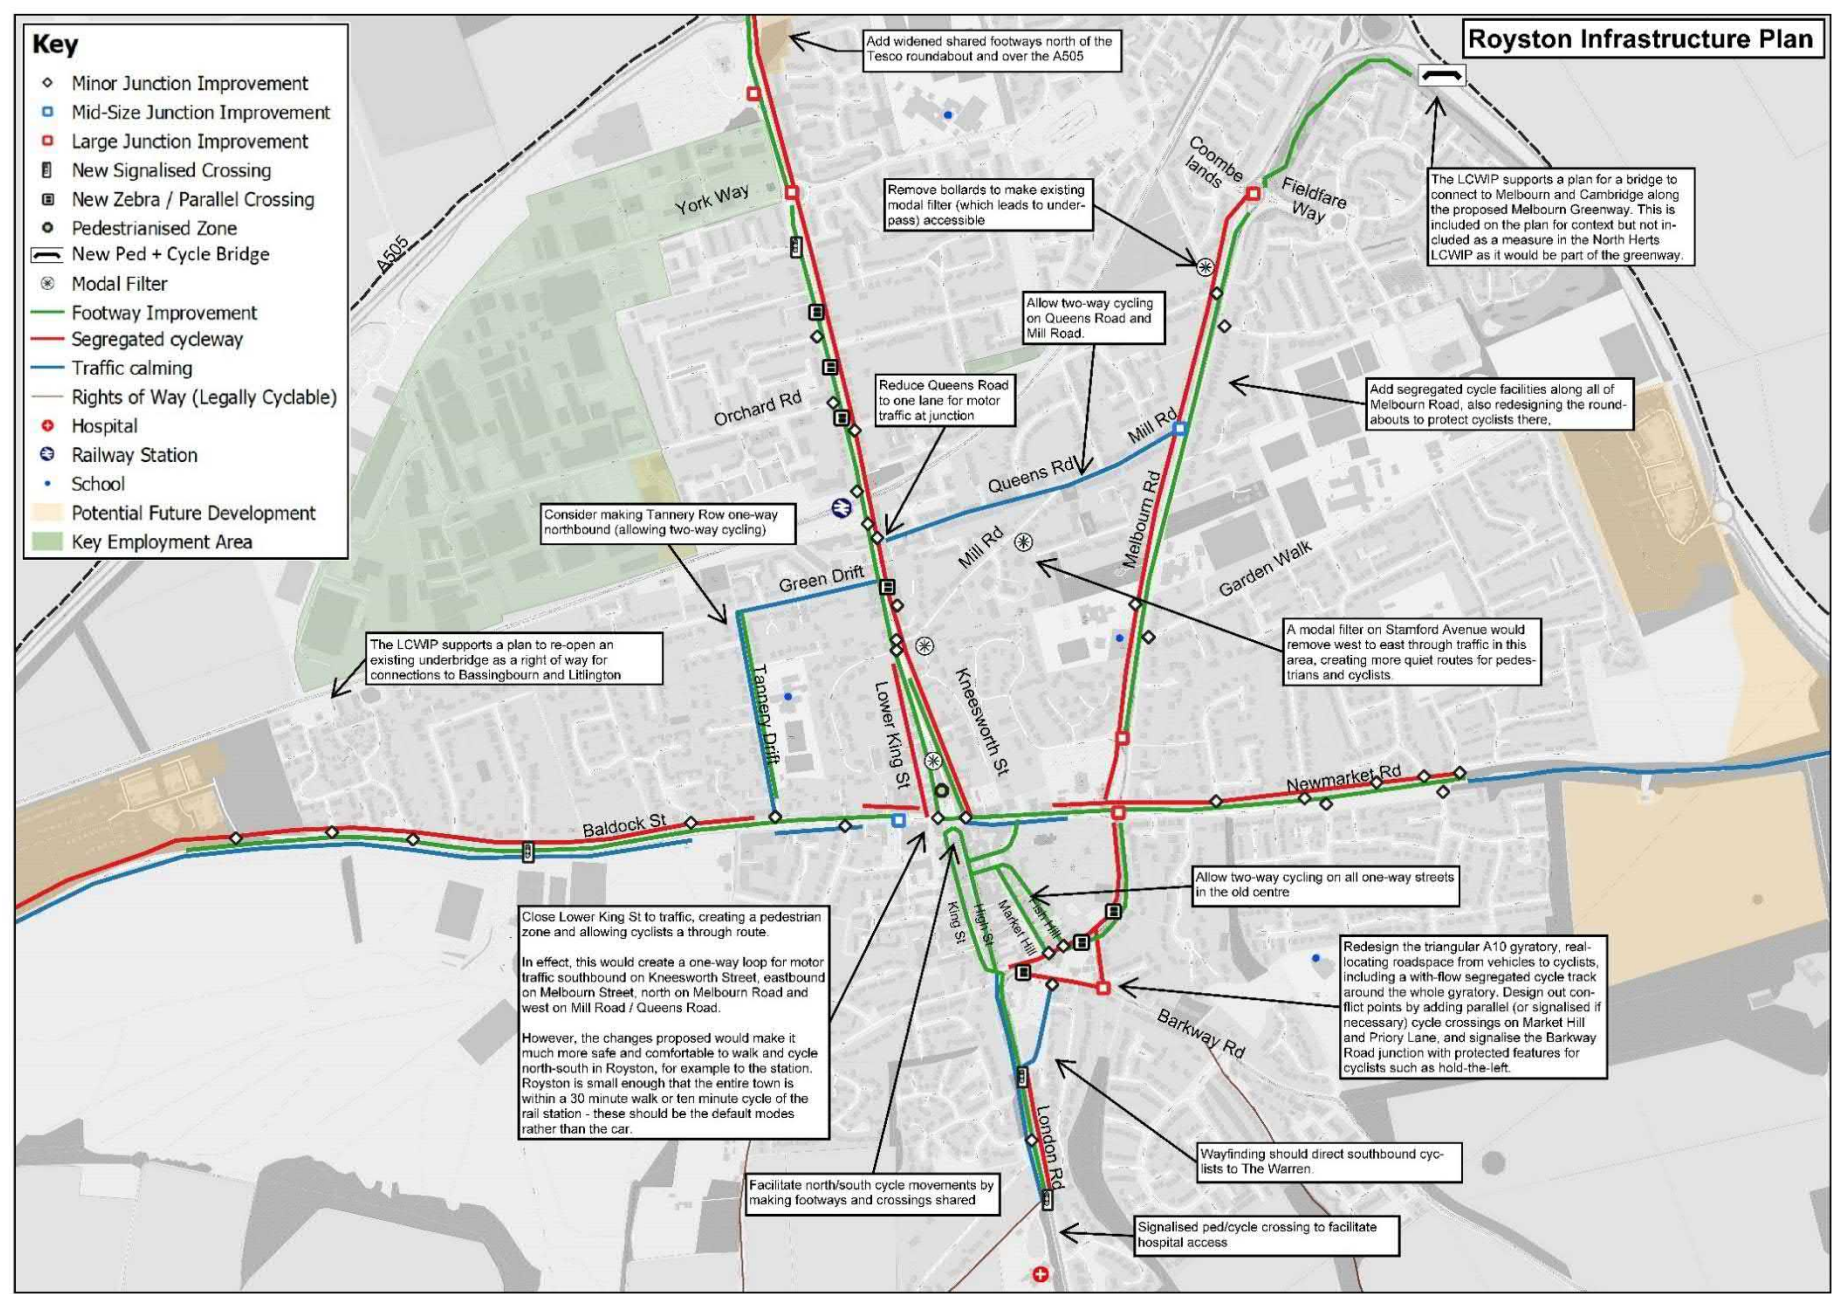 Royston Infrastructure Plan
Key
Minor Junction Improvement
Mid-Size Junction Improvement
Large Junction Improvement
New Signalised Crossing
New Zebra / Parallel Crossing
Pedestrianised Zone
New Ped + Cycle Bridge
Modal Filter
Footway Improvement
Segregated cycleway
Traffic calming
Rights of Way (Legally Cyclable)
Hospital
Railway Station
School
Potential Future Development
Key Employment Area
Add widened shared footways north of the
Tesco roundabout and over the A505
Coombe
lands
York Way
Remove bollards to make existing
modal filter (which leads to under-
pass) accessible
Fieldfare
Way
The LCWIP supports a plan for a bridge to
connect to Melbourn and Cambridge along
the proposed Melbourn Greenway. This is
included on the plan for context but not in-
cluded as a measure in the North Herts
LCWIP as it would be part of the greenway.
A505
Allow two-way cycling
on Queens Road and
Mill Road.
Reduce Queens Road
to one lane for motor
traffic at junction
Orchard Rd
Mill Rd
Add segregated cycle facilities along all of
Melbourn Road, also redesigning the round-
abouts to protect cyclists there,
Queens Rd
Melbourn Rd
Consider making Tannery Row one-way
northbound (allowing two-way cycling)
Mill Rd
Garden Walk
Green Drift
The LCWIP supports a plan to re-open an
existing underbridge as a right of way for
connections to Bassingbourn and Litlington
A modal filter on Stamford Avenue would
remove west to east through traffic in this
area, creating more quiet routes for pedes-
trians and cyclists.
Tannery Drift
Lower King St
Kneesworth St
Newmarket Rd
Baldock St
Allow two-way cycling on all one-way streets
in the old centre
King St
High St
Market Hill
Fish Hill
Close Lower King St to traffic, creating a pedestrian
zone and allowing cyclists a through route.
In effect, this would create a one-way loop for motor
traffic southbound on Kneesworth Street, eastbound
on Melbourn Street, north on Melbourn Road and
west on Mill Road / Queens Road.
However, the changes proposed would make it
much more safe and comfortable to walk and cycle
north-south in Royston, for example to the station.
Royston is small enough that the entire town is
within a 30 minute walk or ten minute cycle of the
rail station - these should be the default modes
rather than the car.
Redesign the triangular A10 gyratory, real-
locating roadspace from vehicles to cyclists,
including a with-flow segregated cycle track
around the whole gyratory. Design out con-
flict points by adding parallel (or signalised if
necessary) cycle crossings on Market Hill
and Priory Lane, and signalise the Barkway
Road junction with protected features for
cyclists such as hold-the-left.
Barkway Rd
London Rd
Wayfinding should direct southbound cyc-
lists to The Warren.
Facilitate north/south cycle movements by
making footways and crossings shared
Signalised ped/cycle crossing to facilitate
hospital access